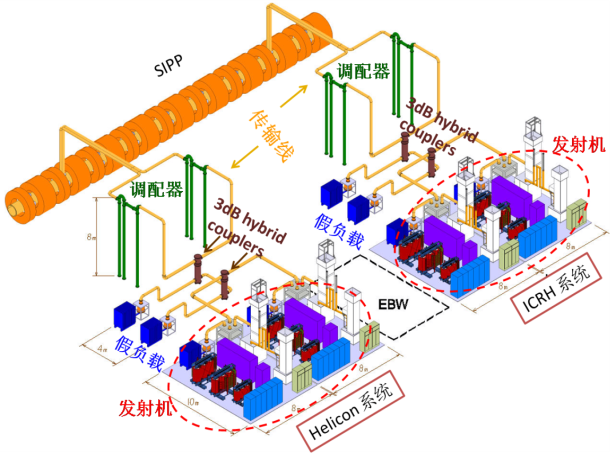 SIPP
调配器
3dB hybrid
couplers
传输线
发射机
调配器
3dB hybrid
couplers
假负载
8m
8m
8m
ICRH 系统
EBW
假负载
4m
发射机
10m
8m
8m
Helicon 系统